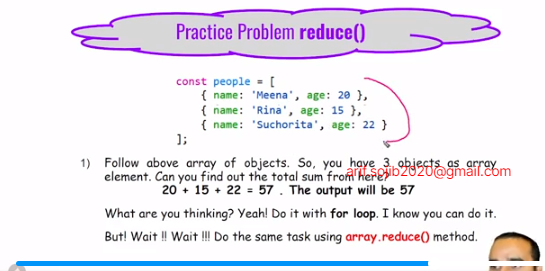 Practice Problem reduce()
const people = [
{ name: 'Meena', age: 20 },
{ name: 'Rina', age: 15 },
{ name: 'Suchorita', age: 22 }
];
1) Follow above array of objects. So, you have 3 objects as array
arif.sojib2020@gmail.com
element. Can you find out the total sum from here?
20 + 15 + 22 = 57 . The output will be 57
What are you thinking? Yeah! Do it with for loop. I know you can do it.
But! Wait !! Wait !!! Do the same task using array.reduce() method.